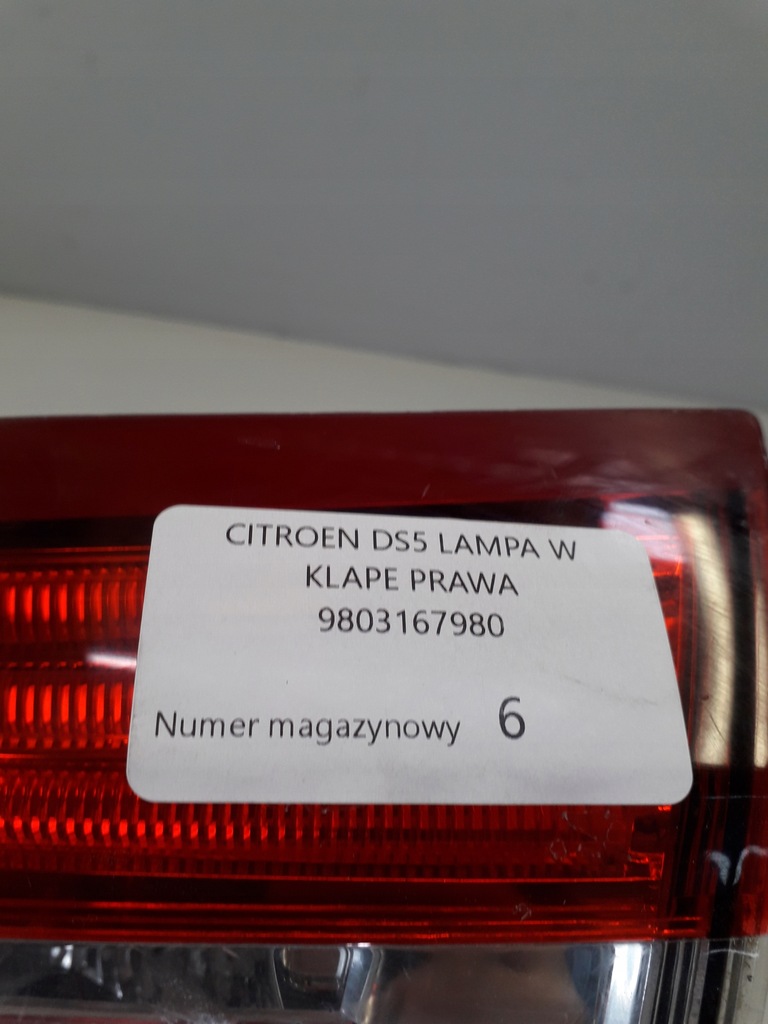 CITROEN DS5 LAMPA W
KLAPE PRAWA
9803167980
Numer magazynowy 6